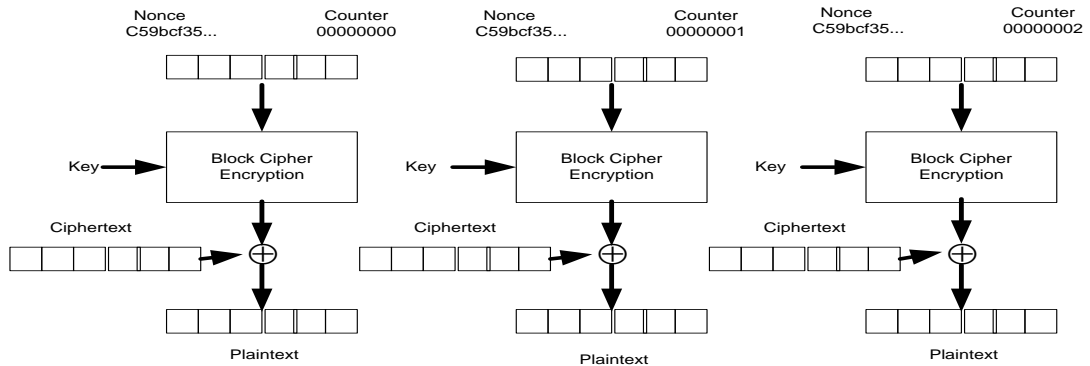 Nonce Counter
C59bcf35... 00000000
Key
Block Cipher
Encryption
Ciphertext
Plaintext
Nonce Counter
C59bcf35... 00000001
Key
Block Cipher
Encryption
Ciphertext
Plaintext
Nonce Counter
C59bcf35... 00000002
Key
Block Cipher
Encryption
Ciphertext
Plaintext